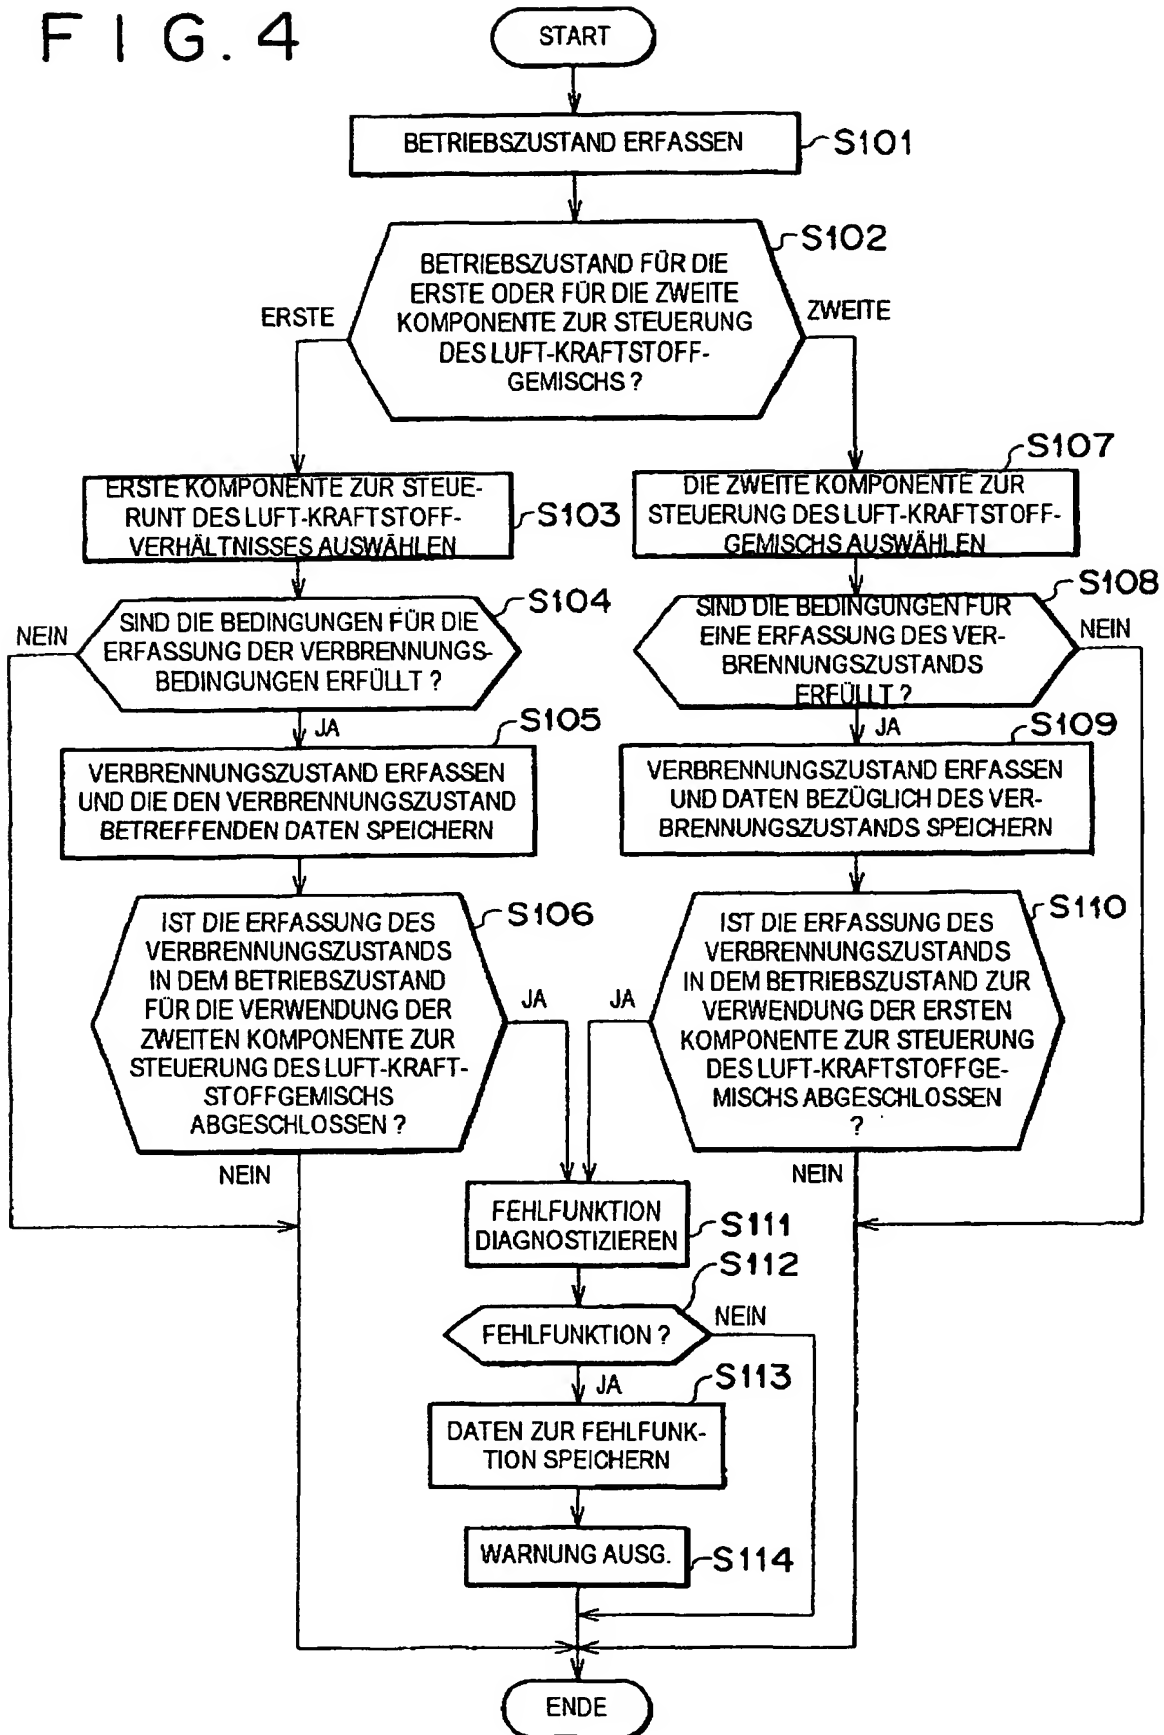 FIG. 4
START
BETRIEBSZUSTAND ERFASSEN
S101
S102
BETRIEBSZUSTAND FÜR DIE
ERSTE ODER FÜR DIE ZWEITE
KOMPONENTE ZUR STEUERUNG
DES LUFT-KRAFTSTOFF-
GEMISCHS ?
ERSTE
ZWEITE
ERSTE KOMPONENTE ZUR STEUE-
RUNT DES LUFT-KRAFTSTOFF-
VERHÄLTNISSES AUSWÄHLEN
S103
S107
DIE ZWEITE KOMPONENTE ZUR
STEUERUNG DES LUFT-KRAFTSTOFF-
GEMISCHS AUSWÄHLEN
S104
NEIN
SIND DIE BEDINGUNGEN FÜR DIE
ERFASSUNG DER VERBRENNUNGS-
BEDINGUNGEN ERFÜLLT ?
JA
S108
SIND DIE BEDINGUNGEN FÜR
EINE ERFASSUNG DES VER-
BRENNUNGSZUSTANDS
ERFÜLLT ?
NEIN
JA
S105
VERBRENNUNGSZUSTAND ERFASSEN
UND DIE DEN VERBRENNUNGSZUSTAND
BETREFFENDEN DATEN SPEICHERN
S109
VERBRENNUNGSZUSTAND ERFASSEN
UND DATEN BEZÜGLICH DES VER-
BRENNUNGSZUSTANDS SPEICHERN
S106
IST DIE ERFASSUNG DES
VERBRENNUNGSZUSTANDS
IN DEM BETRIEBSZUSTAND
FÜR DIE VERWENDUNG DER
ZWEITEN KOMPONENTE ZUR
STEUERUNG DES LUFT-KRAFT-
STOFFGEMISCHS
ABGESCHLOSSEN ?
JA
NEIN
S110
IST DIE ERFASSUNG DES
VERBRENNUNGSZUSTANDS
IN DEM BETRIEBSZUSTAND ZUR
VERWENDUNG DER ERSTEN
KOMPONENTE ZUR STEUERUNG
DES LUFT-KRAFTSTOFFGE-
MISCHS ABGESCHLOSSEN
?
JA
NEIN
FEHLFUNKTION
DIAGNOSTIZIEREN
S111
S112
FEHLFUNKTION ?
NEIN
JA
S113
DATEN ZUR FEHLFUNK-
TION SPEICHERN
WARNUNG AUSG.
S114
ENDE